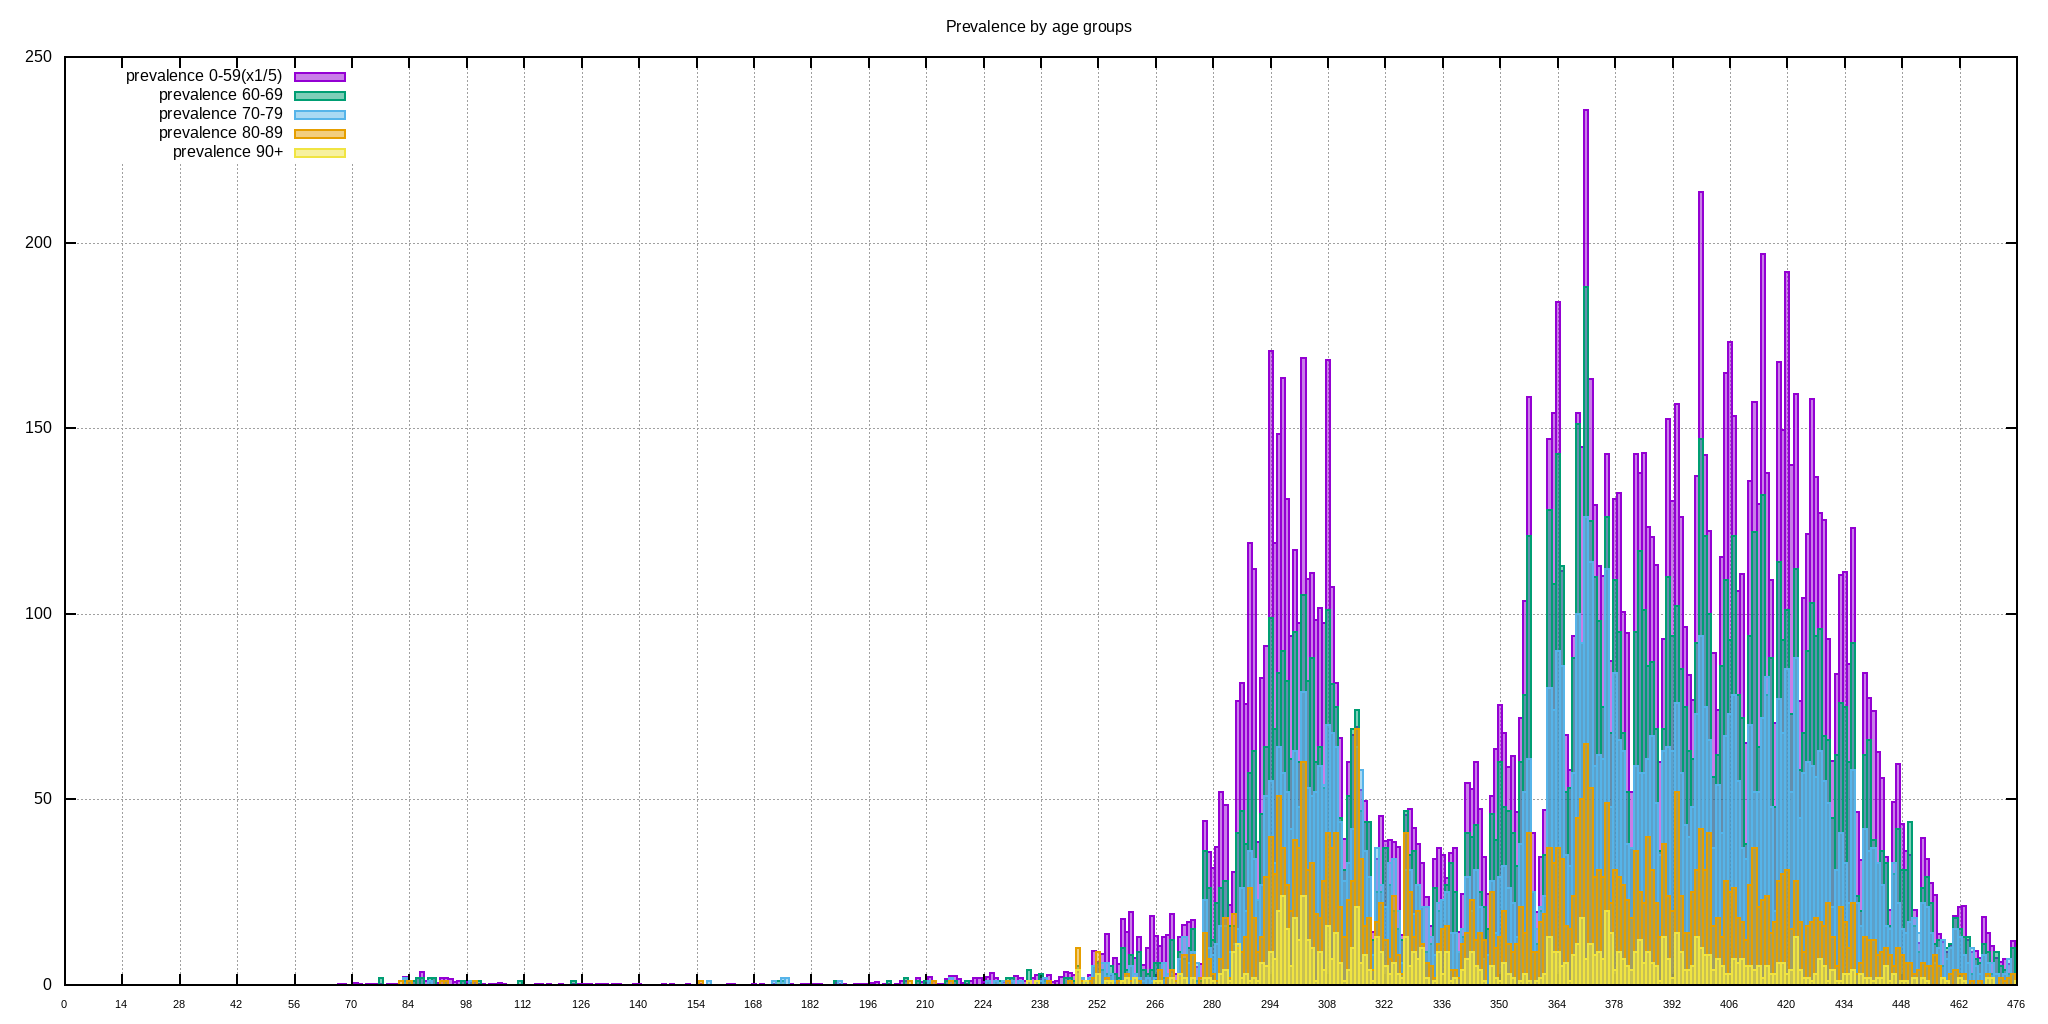 Prevalence by age groups
250
200
150
100
50
0
prevalence 0-59(x1/5)
prevalence 60-69
prevalence 70-79
prevalence 80-89
prevalence 90+
0 14 28 42 56 70 84 98 112 126 140 154 168 182 196 210 224 238 252 266 280 294 308 322 336 350 364 378 392 406 420 434 448 462 476